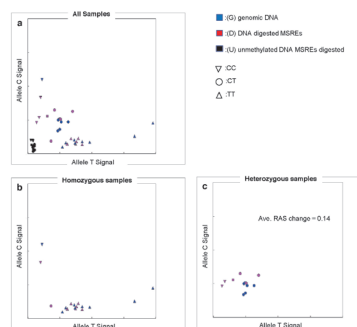 All Samples
a
Allele C Signal
Allele T Signal
:(G) genomic DNA
:(D) DNA digested MSREs
:(U) unmethylated DNA MSREs digested
:CC
:CT
:TT
Homozygous samples
b
Allele C Signal
Allele T Signal
Heterozygous samples
c
Ave. RAS change = 0.14
Allele C Signal
Allele T Signal